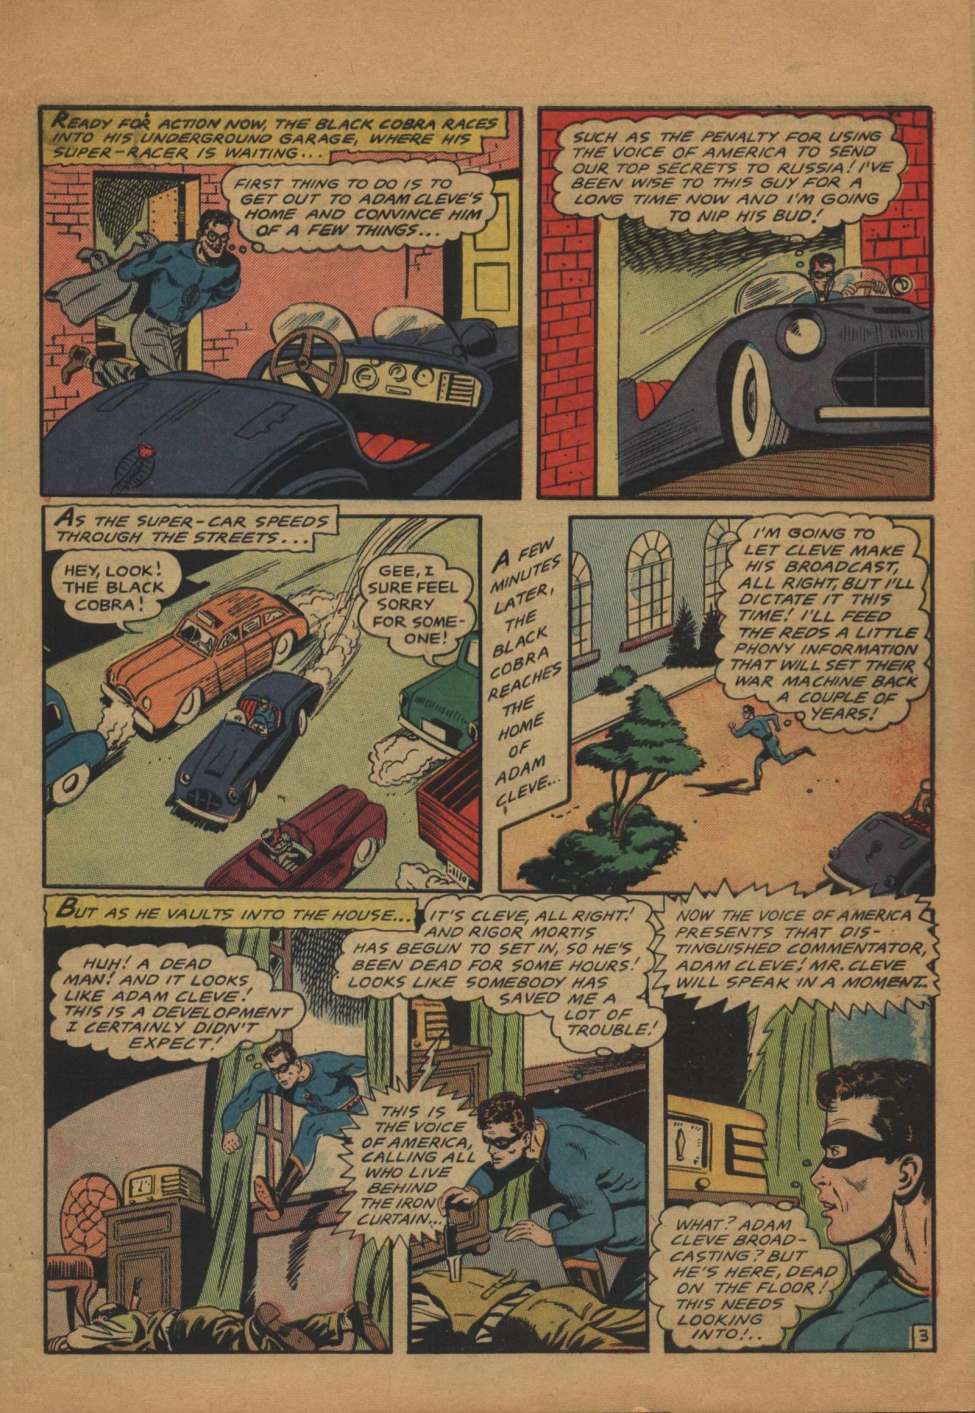 READY FOR ACTION NOW, THE BLACK COBRA RACES
INTO HIS UNDERGROUND GARAGE, WHERE HIS
SUPER-RACER IS WAITING...
FIRST THING TO DO IS TO
GET OUT TO ADAM CLEVE'S
HOME AND CONVINCE HIM
OF A FEW THINGS...
SUCH AS THE PENALTY FOR USING
THE VOICE OF AMERICA TO SEND
OUR TOP SECRETS TO RUSSIA! I'VE
BEEN WISE TO THIS GUY FOR A
LONG TIME NOW AND I'M GOING
TO NIP HIS BUD!
AS THE SUPER-CAR SPEEDS
THROUGH THE STREETS...
HEY, LOOK!
THE BLACK
COBRA!
GEE, I
SURE FEEL
SORRY
FOR SOME-
ONE!
A FEW
MINUTES
LATER,
THE
BLACK
COBRA
REACHES
THE
HOME
OF
ADAM
CLEVE...
I'M GOING TO
LET CLEVE MAKE
HIS BROADCAST,
ALL RIGHT, BUT I'LL
DICTATE IT THIS
TIME! I'LL FEED
THE REDS A LITTLE
PHONY INFORMATION
THAT WILL SET THEIR
WAR MACHINE BACK
A COUPLE OF
YEARS!
BUT AS HE VAULTS INTO THE HOUSE...
HUH! A DEAD
MAN! AND IT LOOKS
LIKE ADAM CLEVE!
THIS IS A DEVELOPMENT
I CERTAINLY DIDN'T
EXPECT!
IT'S CLEVE, ALL RIGHT!
AND RIGOR MORTIS
HAS BEGUN TO SET IN, SO HE'S
BEEN DEAD FOR SOME HOURS!
LOOKS LIKE SOMEBODY HAS
SAVED ME A
LOT OF
TROUBLE!
THIS IS
THE VOICE
OF AMERICA,
CALLING ALL
WHO LIVE
BEHIND
THE IRON
CURTAIN...
NOW THE VOICE OF AMERICA
PRESENTS THAT DIS-
TINGUISHED COMMENTATOR,
ADAM CLEVE! MR. CLEVE
WILL SPEAK IN A MOMENT...
WHAT? ADAM
CLEVE BROAD-
CASTING? BUT
HE'S HERE, DEAD
ON THE FLOOR!
THIS NEEDS
LOOKING
INTO!..
3